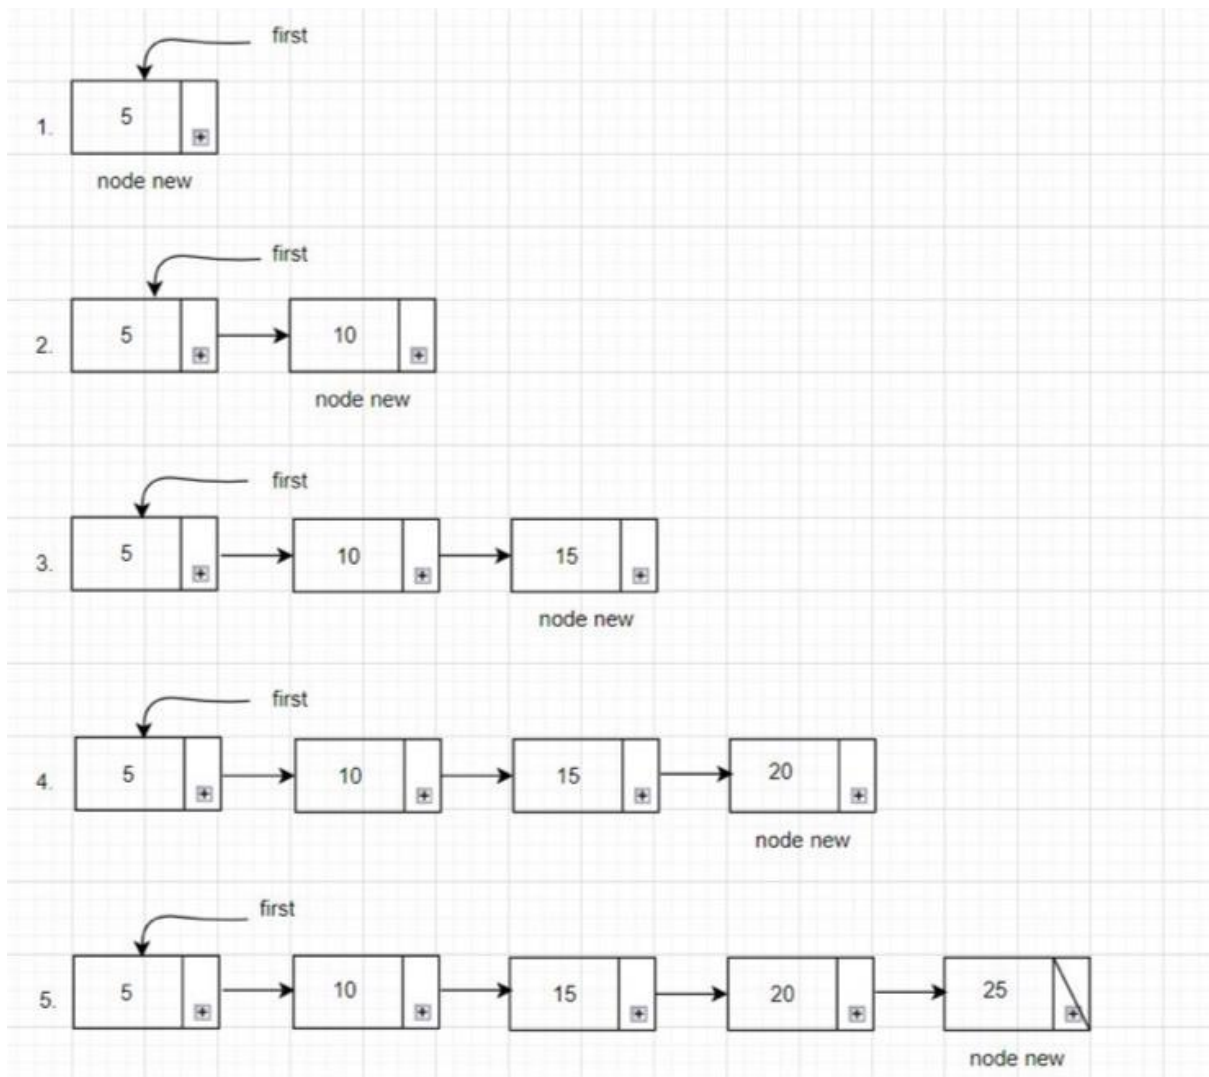 first
5
1.
node new
first
2. 5 10
node new
first
3. 5 10 15
node new
first
4. 5 10 15 20
node new
first
5. 5 10 15 20 25
node new